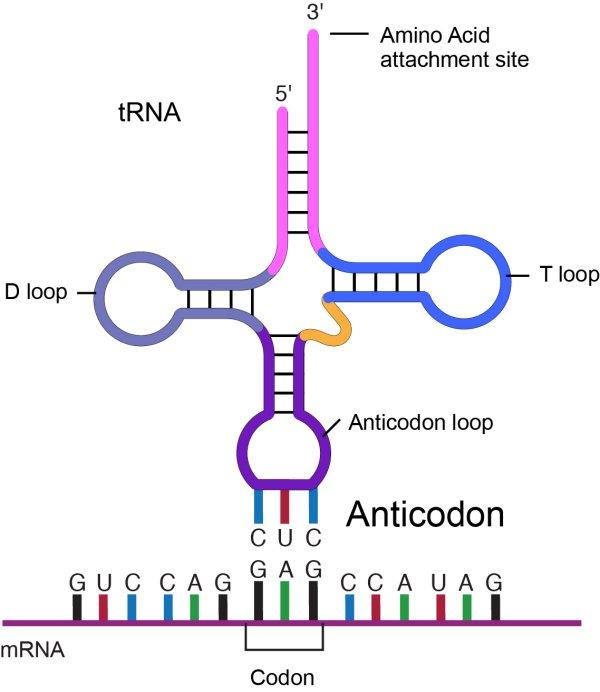 3'
Amino Acid
attachment site
5'
tRNA
D loop
T loop
Anticodon loop
Anticodon
C U C
G U C C A G G A G C C A U A G
mRNA
Codon